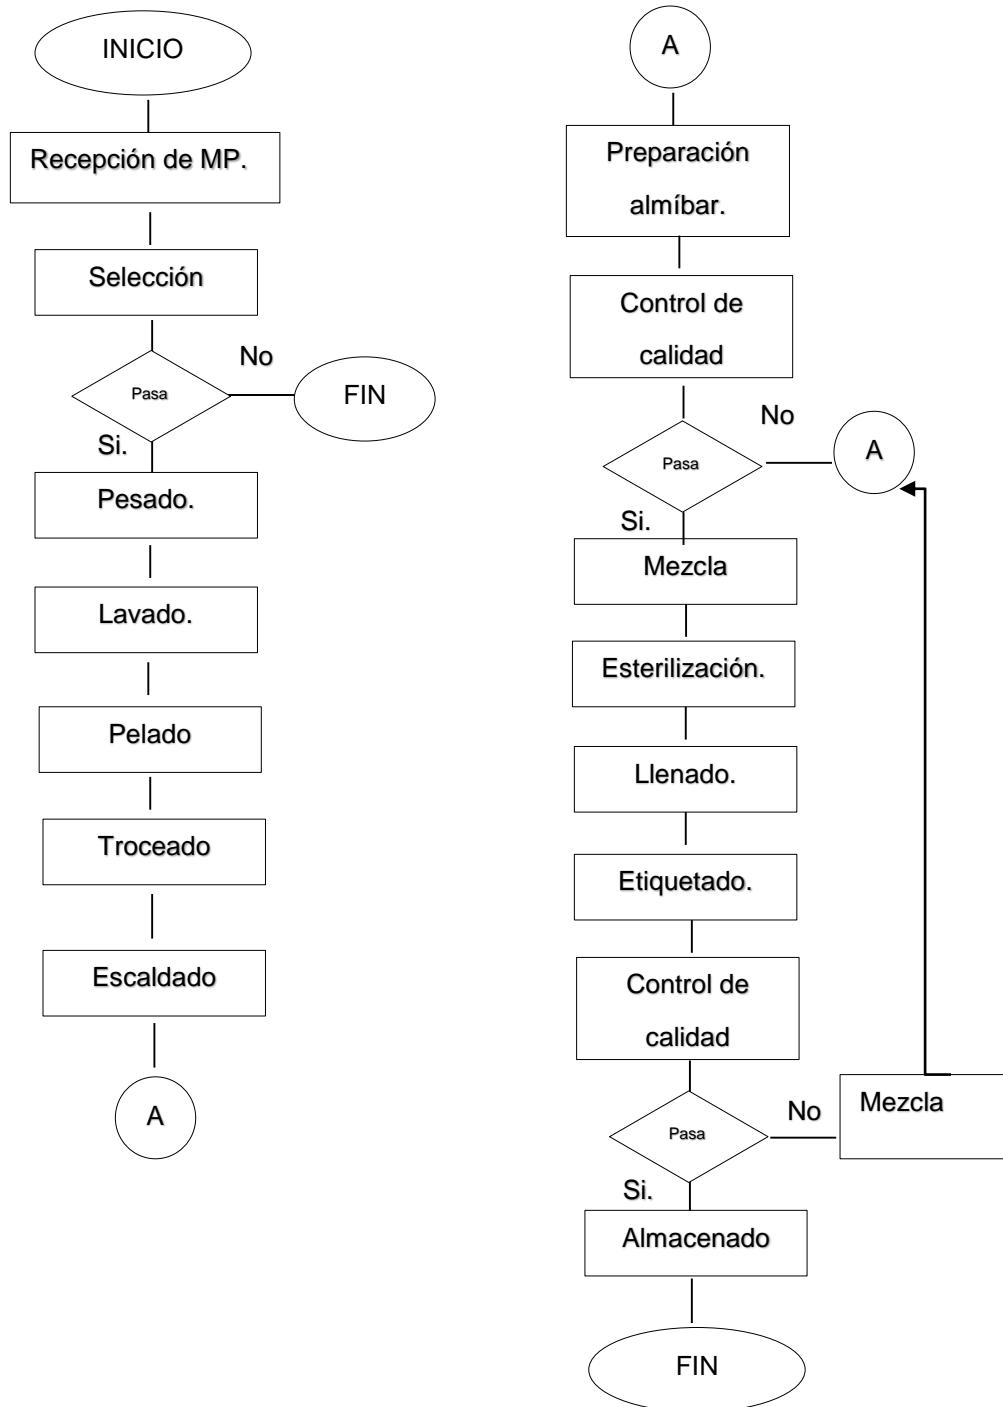 INICIO
Recepción de MP.
Selección
No
Pasa
FIN
Si.
Pesado.
Lavado.
Pelado
Troceado
Escaldado
A
A
Preparación
almíbar.
Control de
calidad
No
A
Pasa
Si.
Mezcla
Esterilización.
Llenado.
Etiquetado.
Control de
calidad
No
Mezcla
Pasa
Si.
Almacenado
FIN